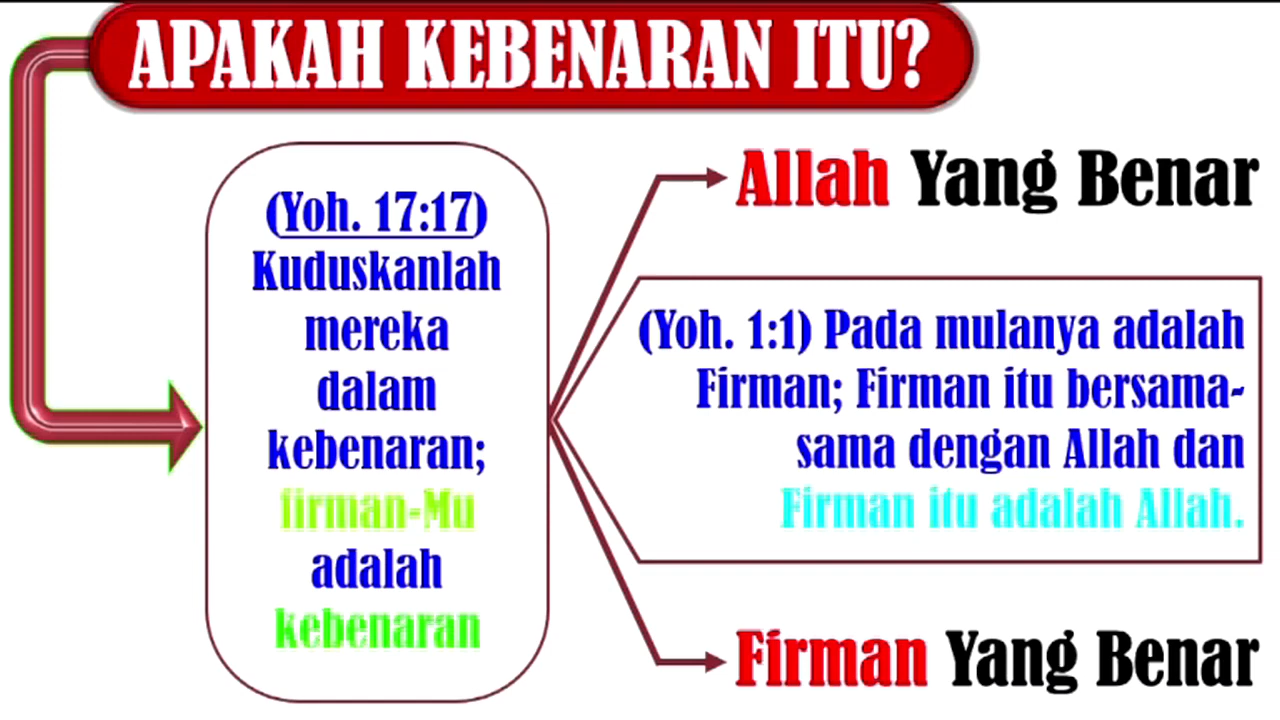 APAKAH KEBENARAN ITU?
(Yoh. 17:17)
Kuduskanlah
mereka
dalam
kebenaran;
firman-Mu
adalah
kebenaran
Allah Yang Benar
(Yoh. 1:1) Pada mulanya adalah
Firman; Firman itu bersama-
sama dengan Allah dan
Firman itu adalah Allah.
Firman Yang Benar